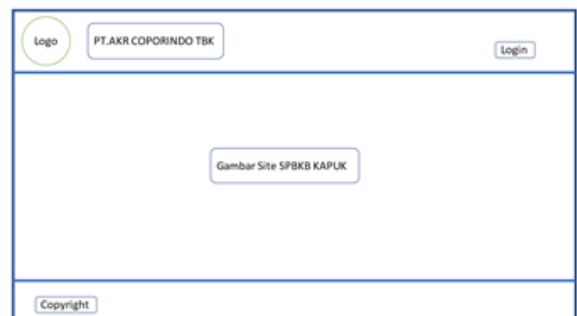 Logo
PT.AKR COPORINDO TBK
Login
Gambar Site SPBKB KAPUK
Copyright